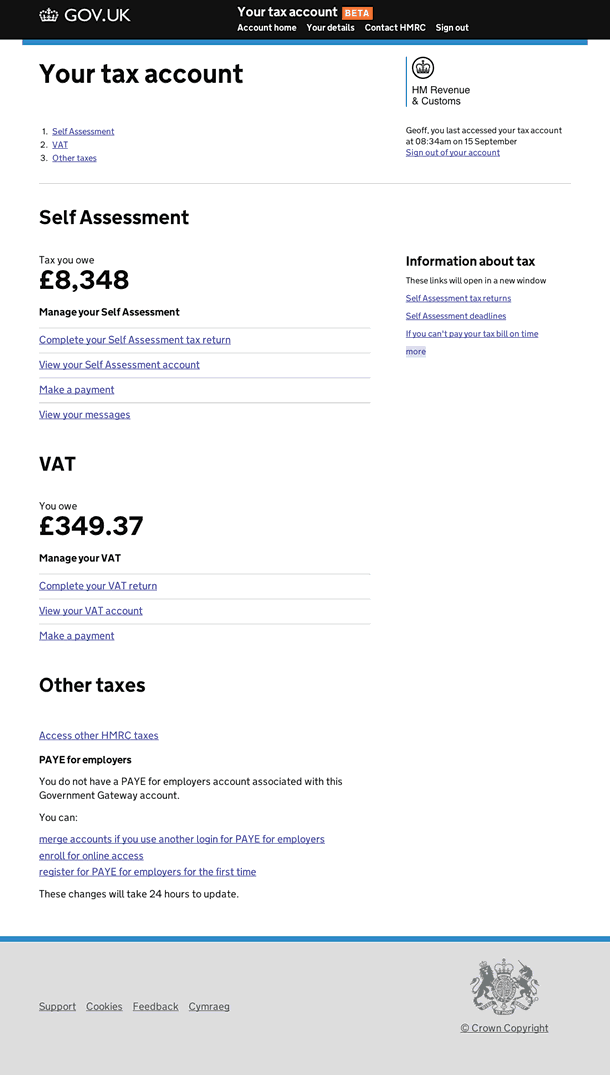 GOV.UK
Your tax account BETA
Account home Your details Contact HMRC Sign out
Your tax account
HM Revenue
& Customs
1. Self Assessment
2. VAT
3. Other taxes
Geoff, you last accessed your tax account
at 08:34am on 15 September
Sign out of your account
Self Assessment
Tax you owe
£8,348
Manage your Self Assessment
Complete your Self Assessment tax return
View your Self Assessment account
Make a payment
View your messages
Information about tax
These links will open in a new window
Self Assessment tax returns
Self Assessment deadlines
If you can't pay your tax bill on time
more
VAT
You owe
£349.37
Manage your VAT
Complete your VAT return
View your VAT account
Make a payment
Other taxes
Access other HMRC taxes
PAYE for employers
You do not have a PAYE for employers account associated with this
Government Gateway account.
You can:
merge accounts if you use another login for PAYE for employers
enroll for online access
register for PAYE for employers for the first time
These changes will take 24 hours to update.
Support Cookies Feedback Cymraeg
© Crown Copyright